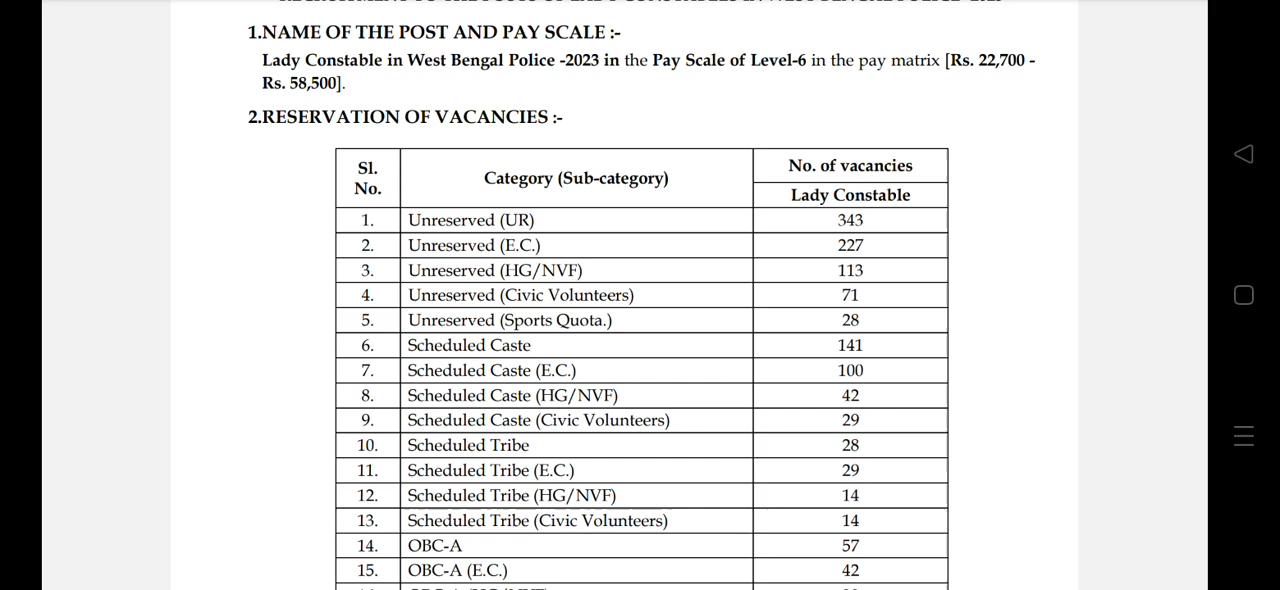 1.NAME OF THE POST AND PAY SCALE :-
Lady Constable in West Bengal Police -2023 in the Pay Scale of Level-6 in the pay matrix [Rs. 22,700 -
Rs. 58,500].
2.RESERVATION OF VACANCIES :-
Sl. No. Category (Sub-category) No. of vacancies
Lady Constable
1. Unreserved (UR) 343
2. Unreserved (E.C.) 227
3. Unreserved (HG/NVF) 113
4. Unreserved (Civic Volunteers) 71
5. Unreserved (Sports Quota.) 28
6. Scheduled Caste 141
7. Scheduled Caste (E.C.) 100
8. Scheduled Caste (HG/NVF) 42
9. Scheduled Caste (Civic Volunteers) 29
10. Scheduled Tribe 28
11. Scheduled Tribe (E.C.) 29
12. Scheduled Tribe (HG/NVF) 14
13. Scheduled Tribe (Civic Volunteers) 14
14. OBC-A 57
15. OBC-A (E.C.) 42